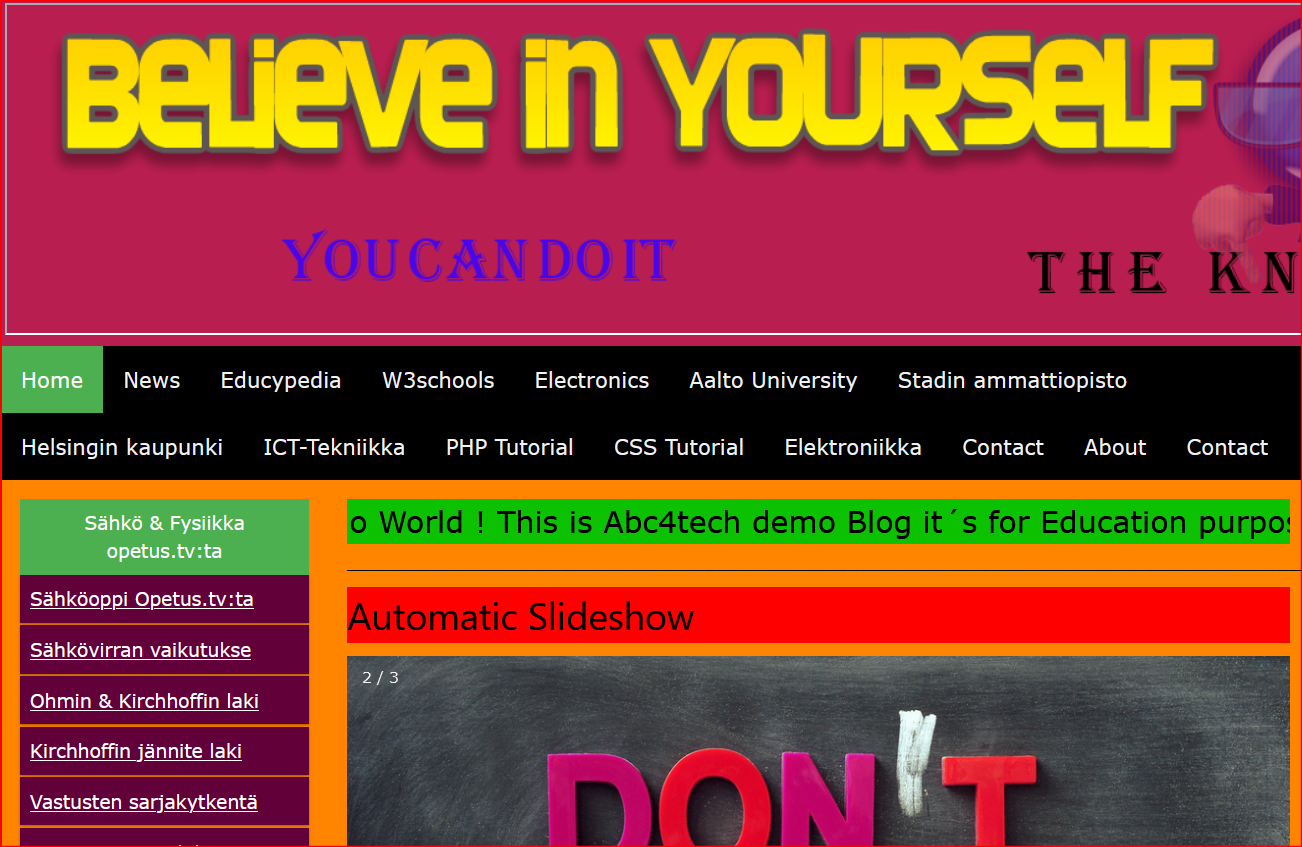 BELiEVE iN YOURSELF
YOUCANDOIT
THE
Home News Educypedia W3schools Electronics Aalto University Stadin ammattiopisto
Helsingin kaupunki ICT-Tekniikka PHP Tutorial CSS Tutorial Elektroniikka Contact About Contact
Sähkö & Fysiikka
opetus.tv:ta
o World ! This is Abc4tech demo Blog it´s for Education purpos
Sähköoppi Opetus.tv:ta
Sähkövirran vaikutukse
Ohmin & Kirchhoffin laki
Kirchhoffin jännite laki
Vastusten sarjakytkentä
Automatic Slideshow
2 / 3
DON'T